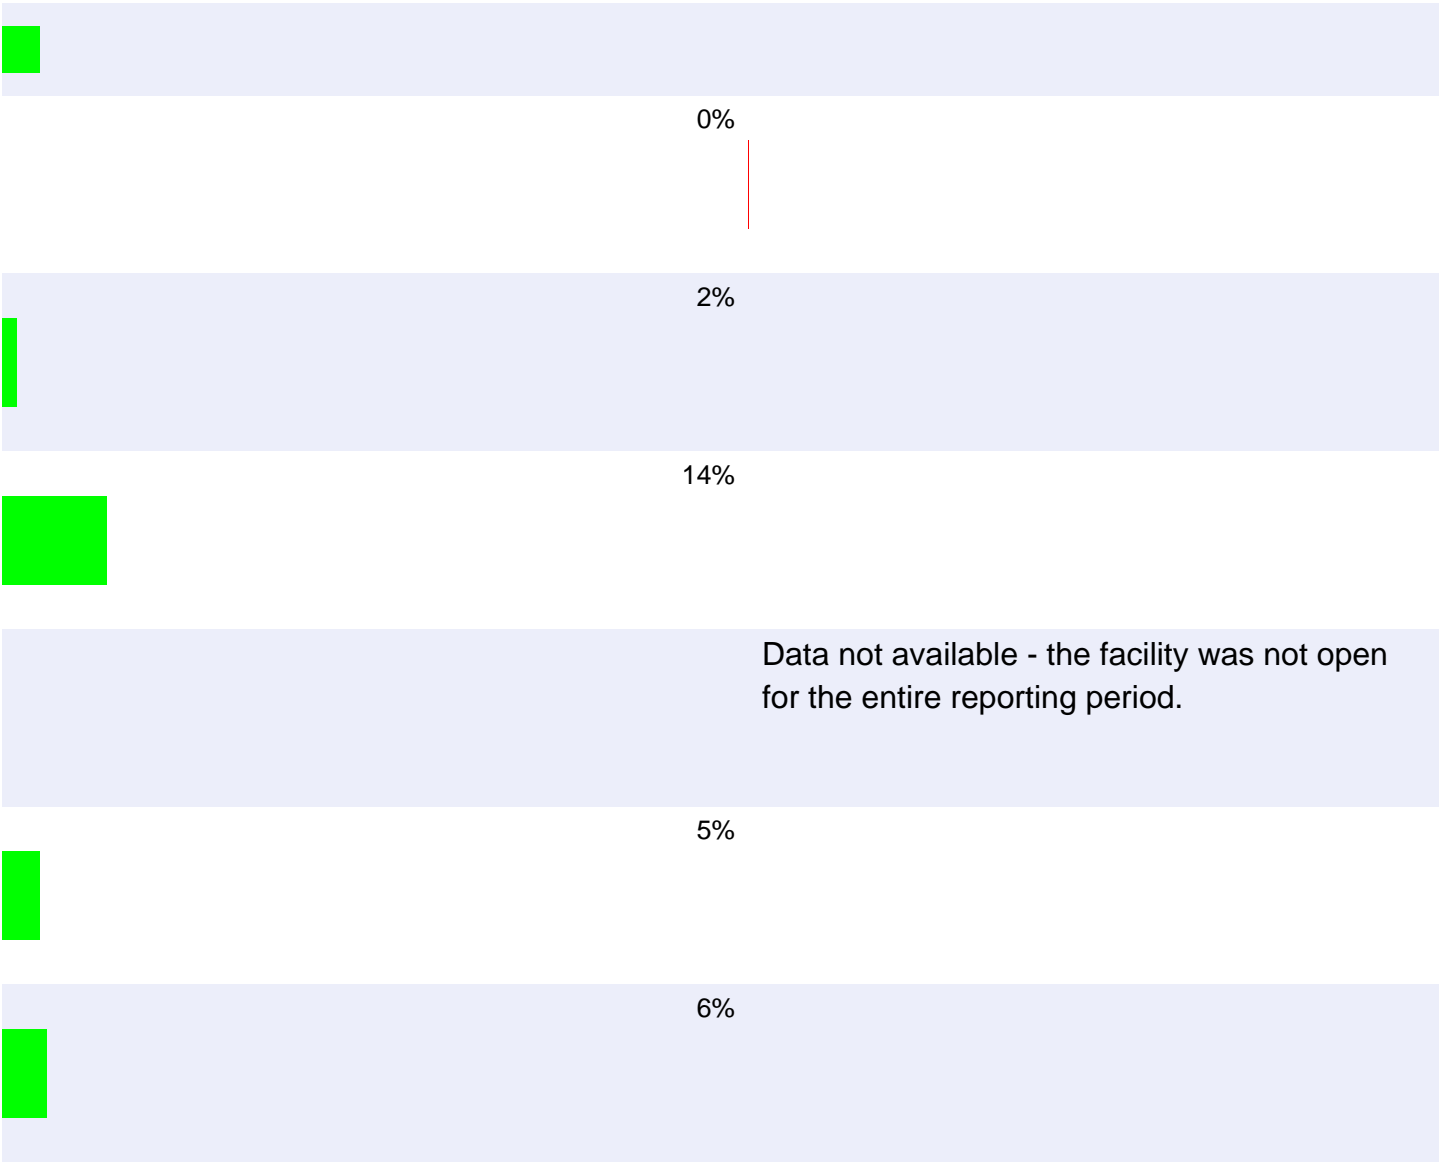 0%
2%
14%
Data not available - the facility was not open
for the entire reporting period.
5%
6%